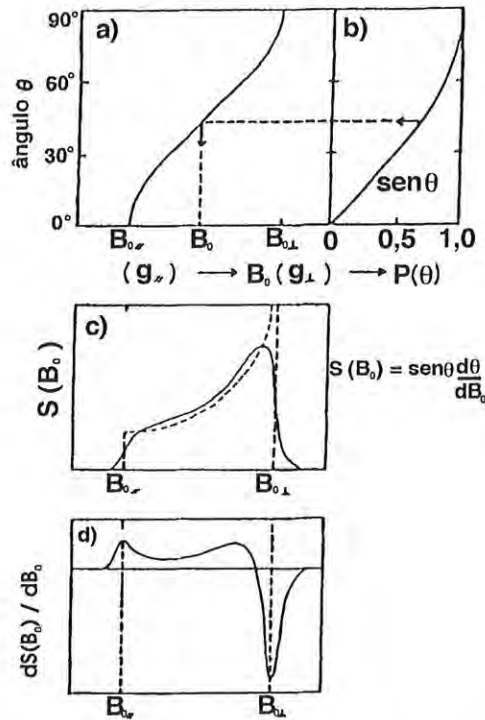 a)
b)
90°
60°
30°
0°
ângulo θ
senθ
B₀∥
B₀
B₀⊥
0
0,5
1,0
(g∥) → B₀ (g⊥) → P(θ)
c)
S(B₀)
S(B₀) = senθ dθ/dB₀
B₀∥
B₀⊥
d)
dS(B₀) / dB₀
B₀∥
B₀⊥